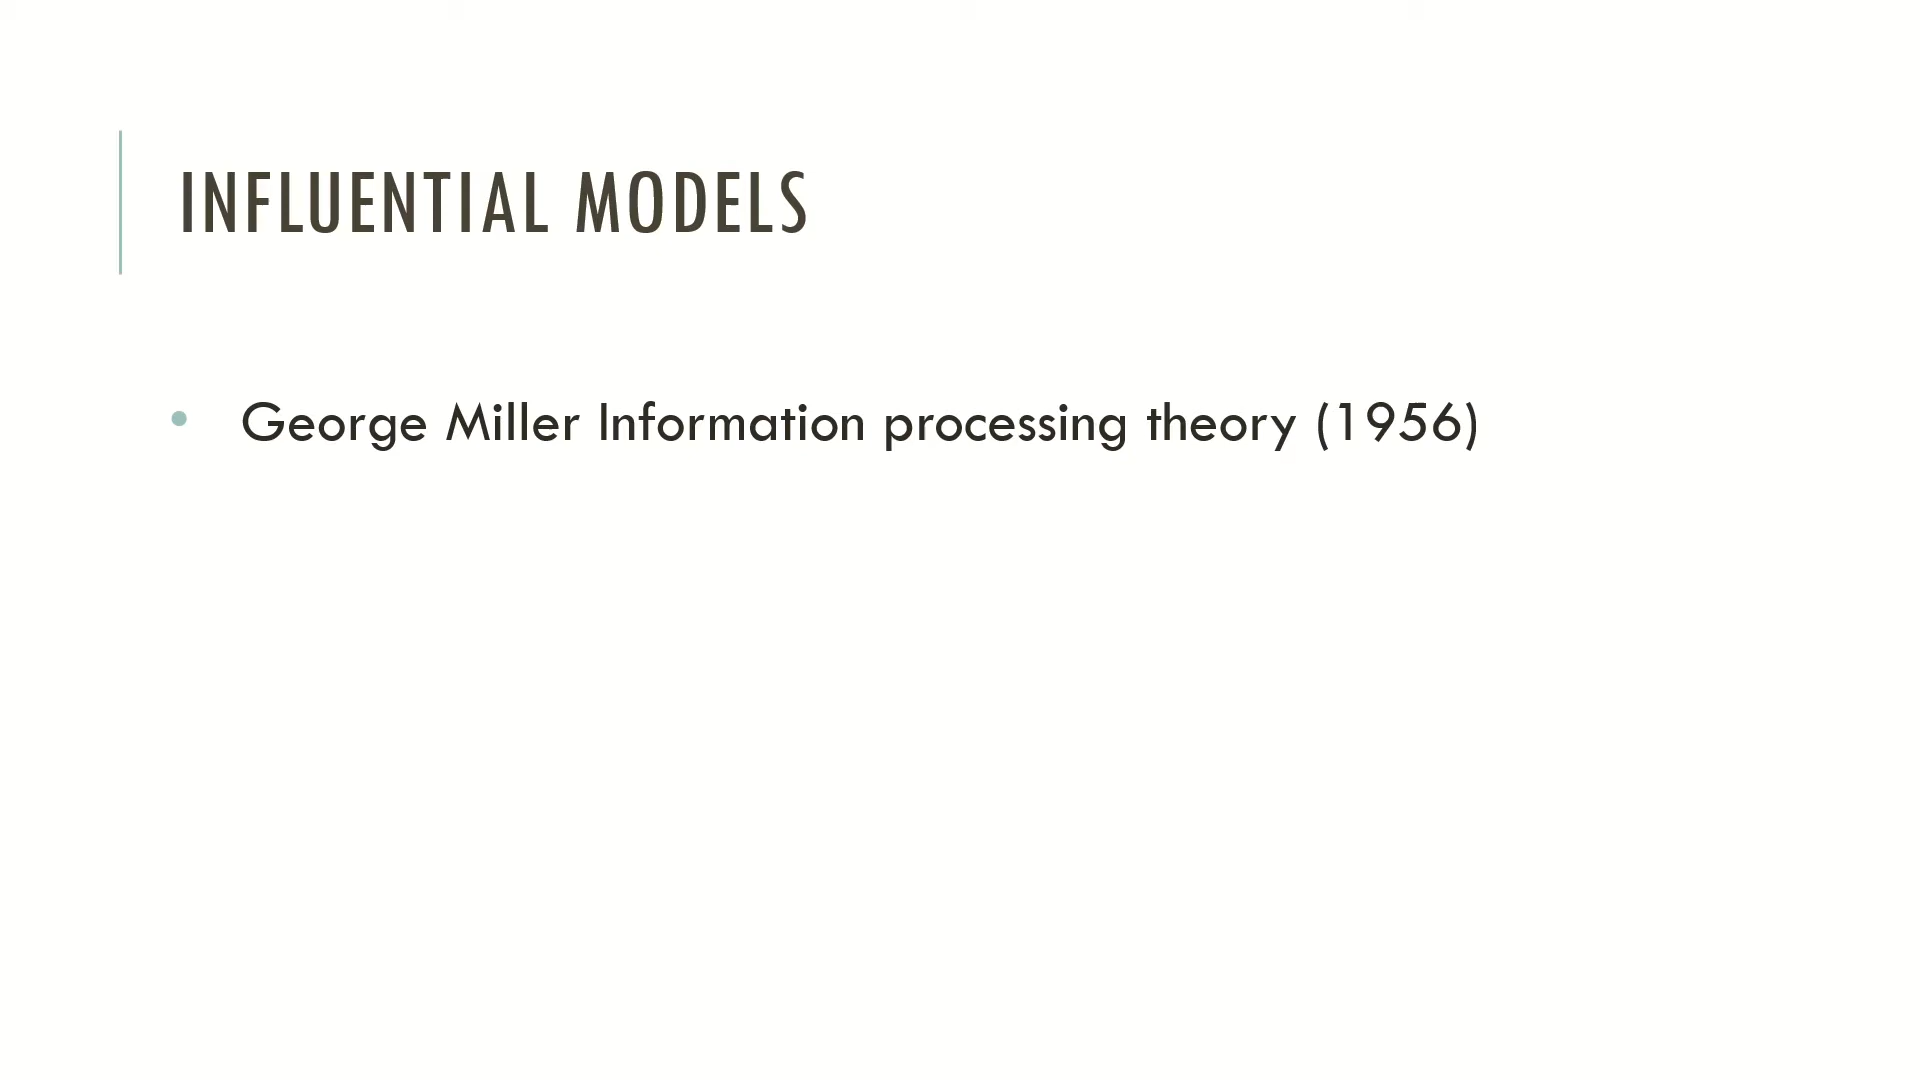 INFLUENTIAL MODELS
• George Miller Information processing theory (1956)